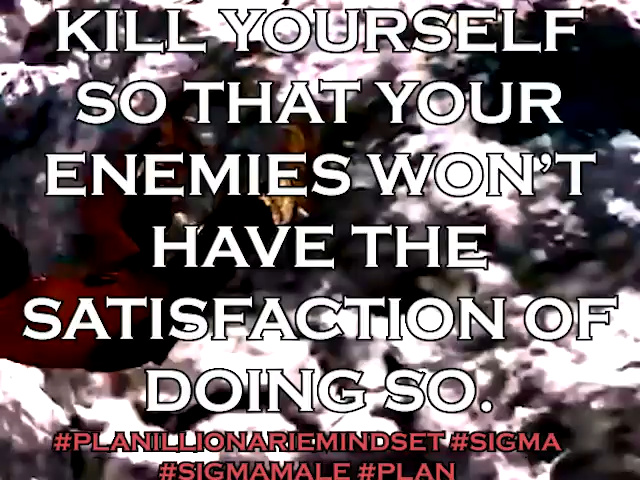 KILL YOURSELF
SO THAT YOUR
ENEMIES WON'T
HAVE THE
SATISFACTION OF
DOING SO.
#PLANILLIONARIEMINDSET #SIGMA
#SIGMAMALE #PLAN